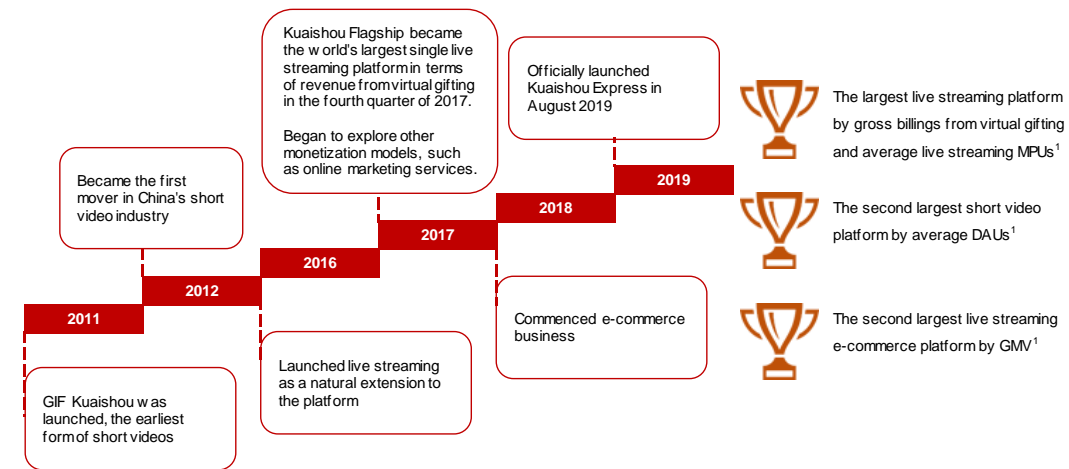 Kuaishou Flagship became
the world's largest single live
streaming platform in terms
of revenue from virtual gifting
in the fourth quarter of 2017.
Began to explore other
monetization models, such
as online marketing services.
Officially launched
Kuaishou Express in
August 2019
Became the first
mover in China's short
video industry
2019
2018
2017
2016
2012
2011
GIF Kuaishou was
launched, the earliest
form of short videos
Launched live streaming
as a natural extension to
the platform
Commenced e-commerce
business
The largest live streaming platform
by gross billings from virtual gifting
and average live streaming MPUs¹
The second largest short video
platform by average DAUs¹
The second largest live streaming
e-commerce platform by GMV¹